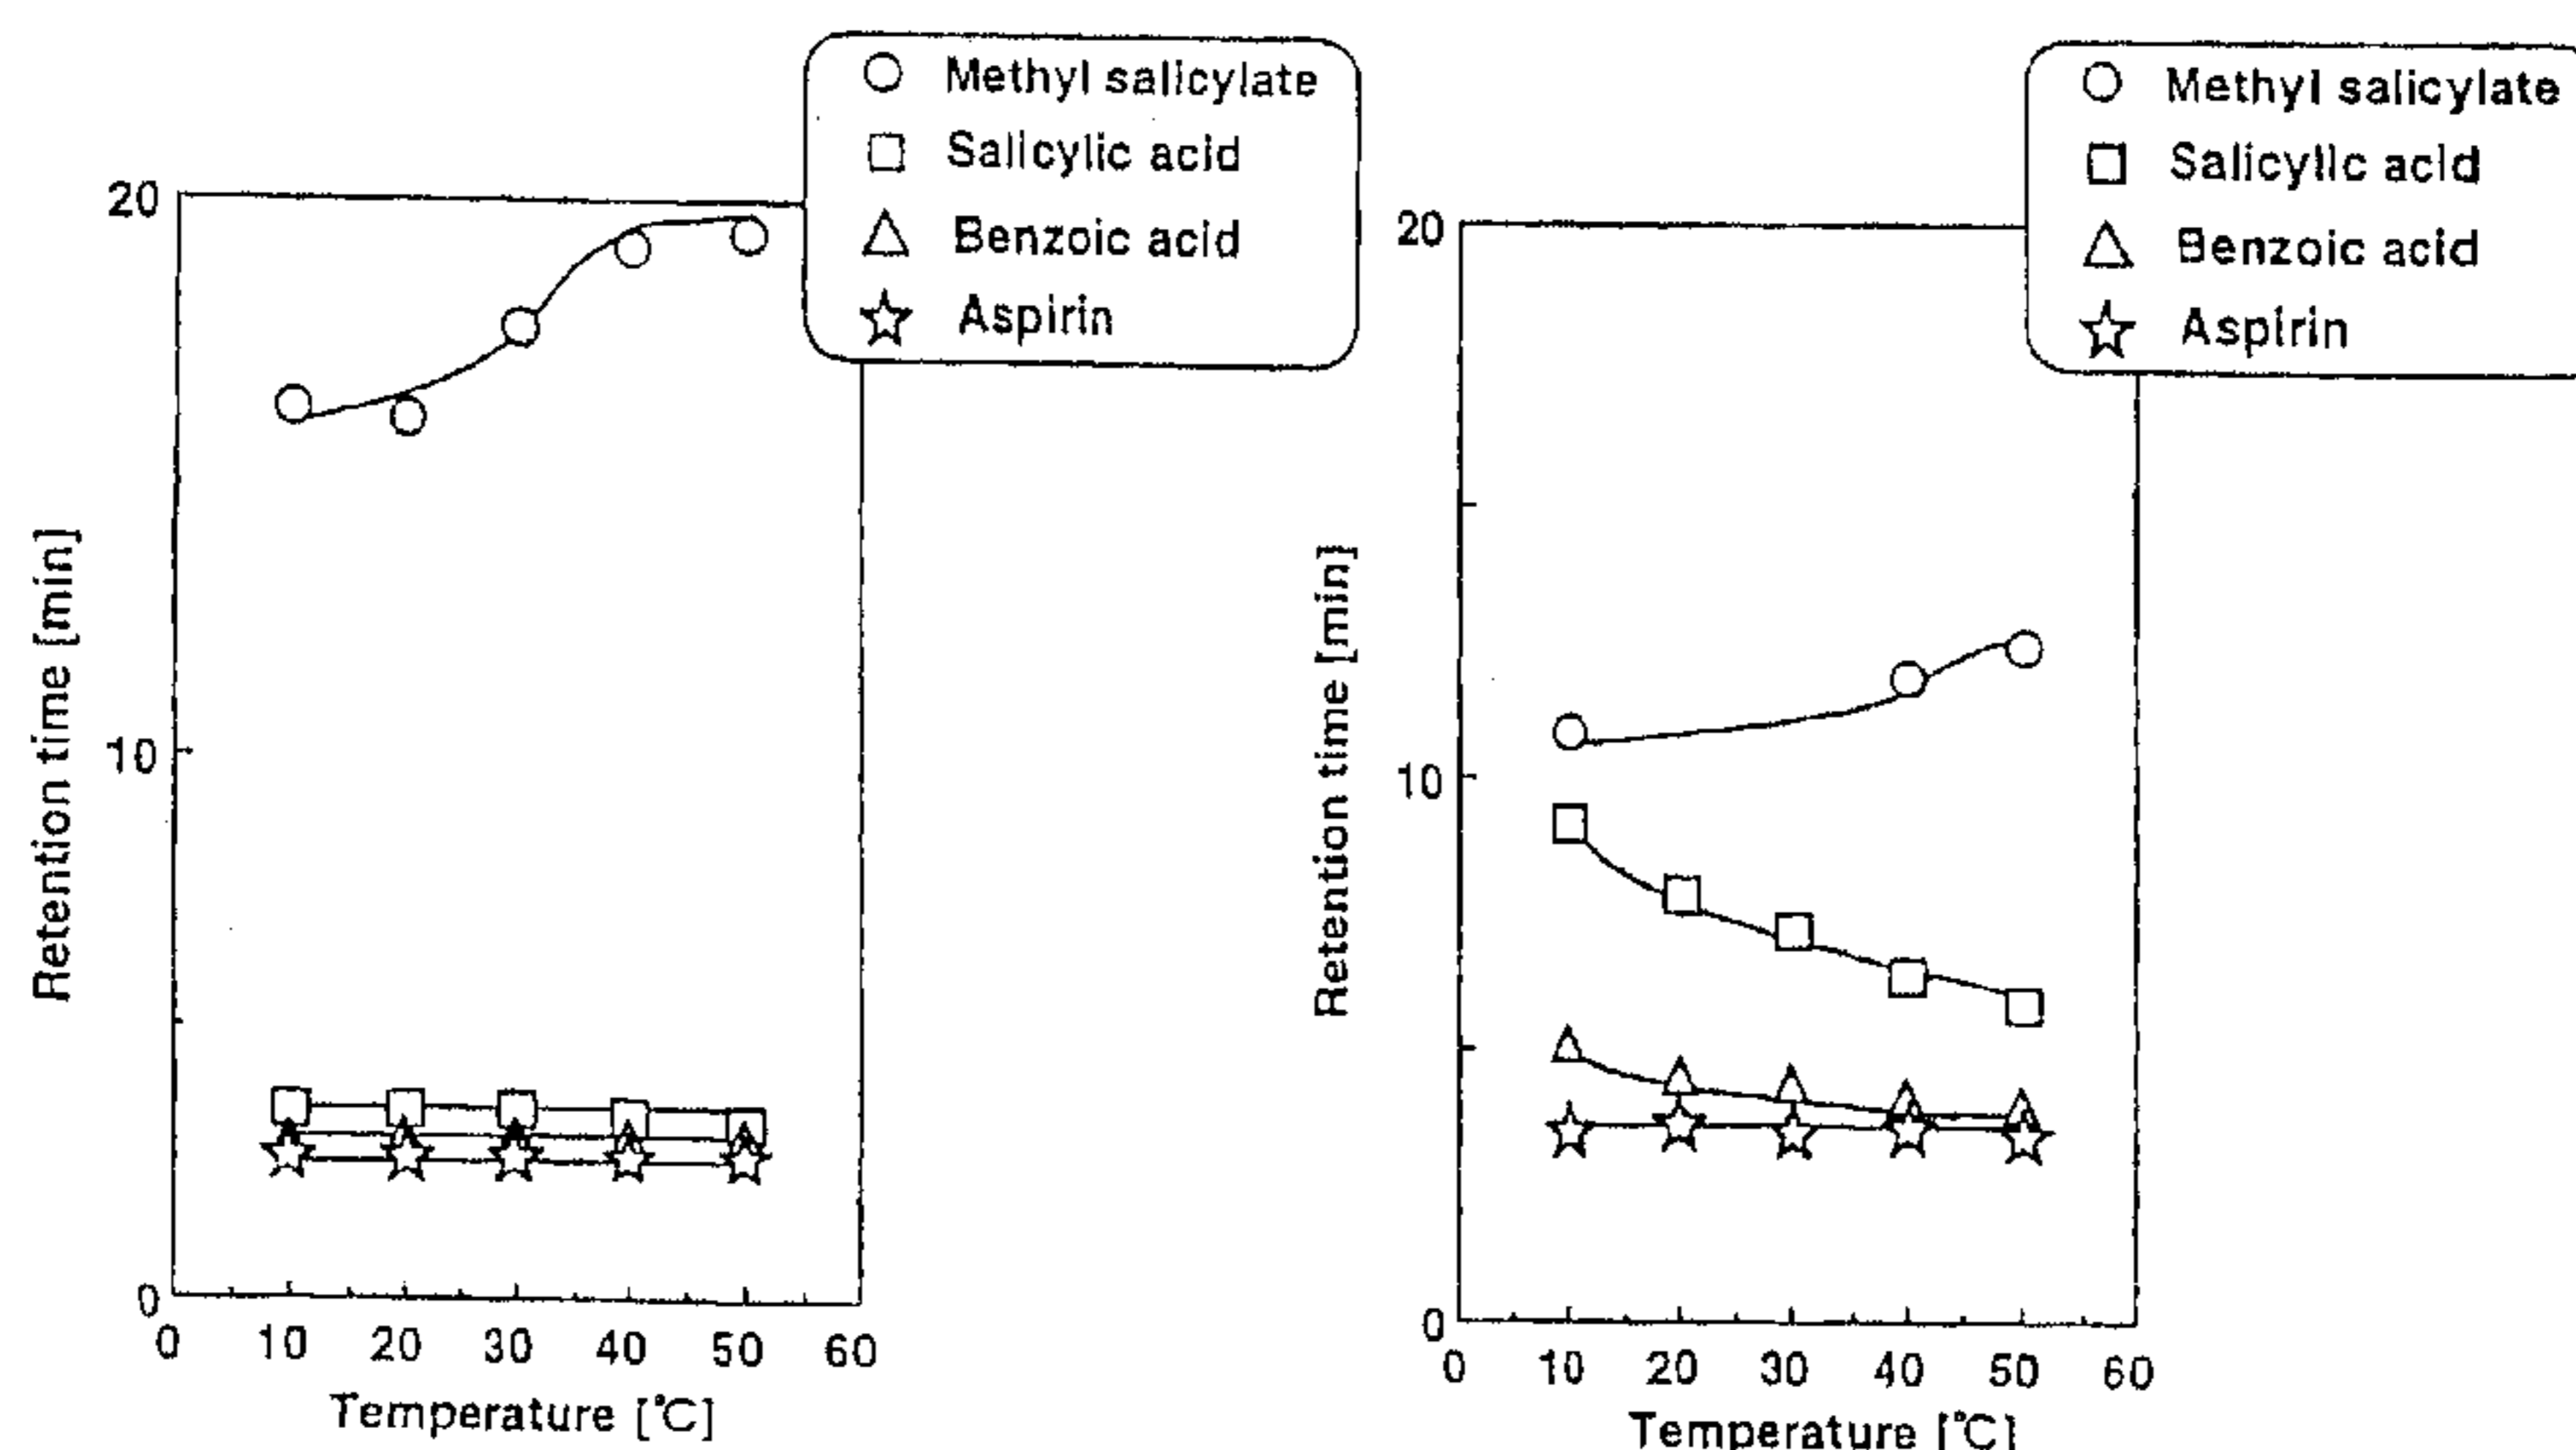 Methyl salicylate
Salicylic acid
Benzoic acid
Aspirin
20
10
0
Retention time [min]
0 10 20 30 40 50 60
Temperature [℃]
Methyl salicylate
Salicylic acid
Benzoic acid
Aspirin
20
10
0
Retention time [min]
0 10 20 30 40 50 60
Temperature [℃]